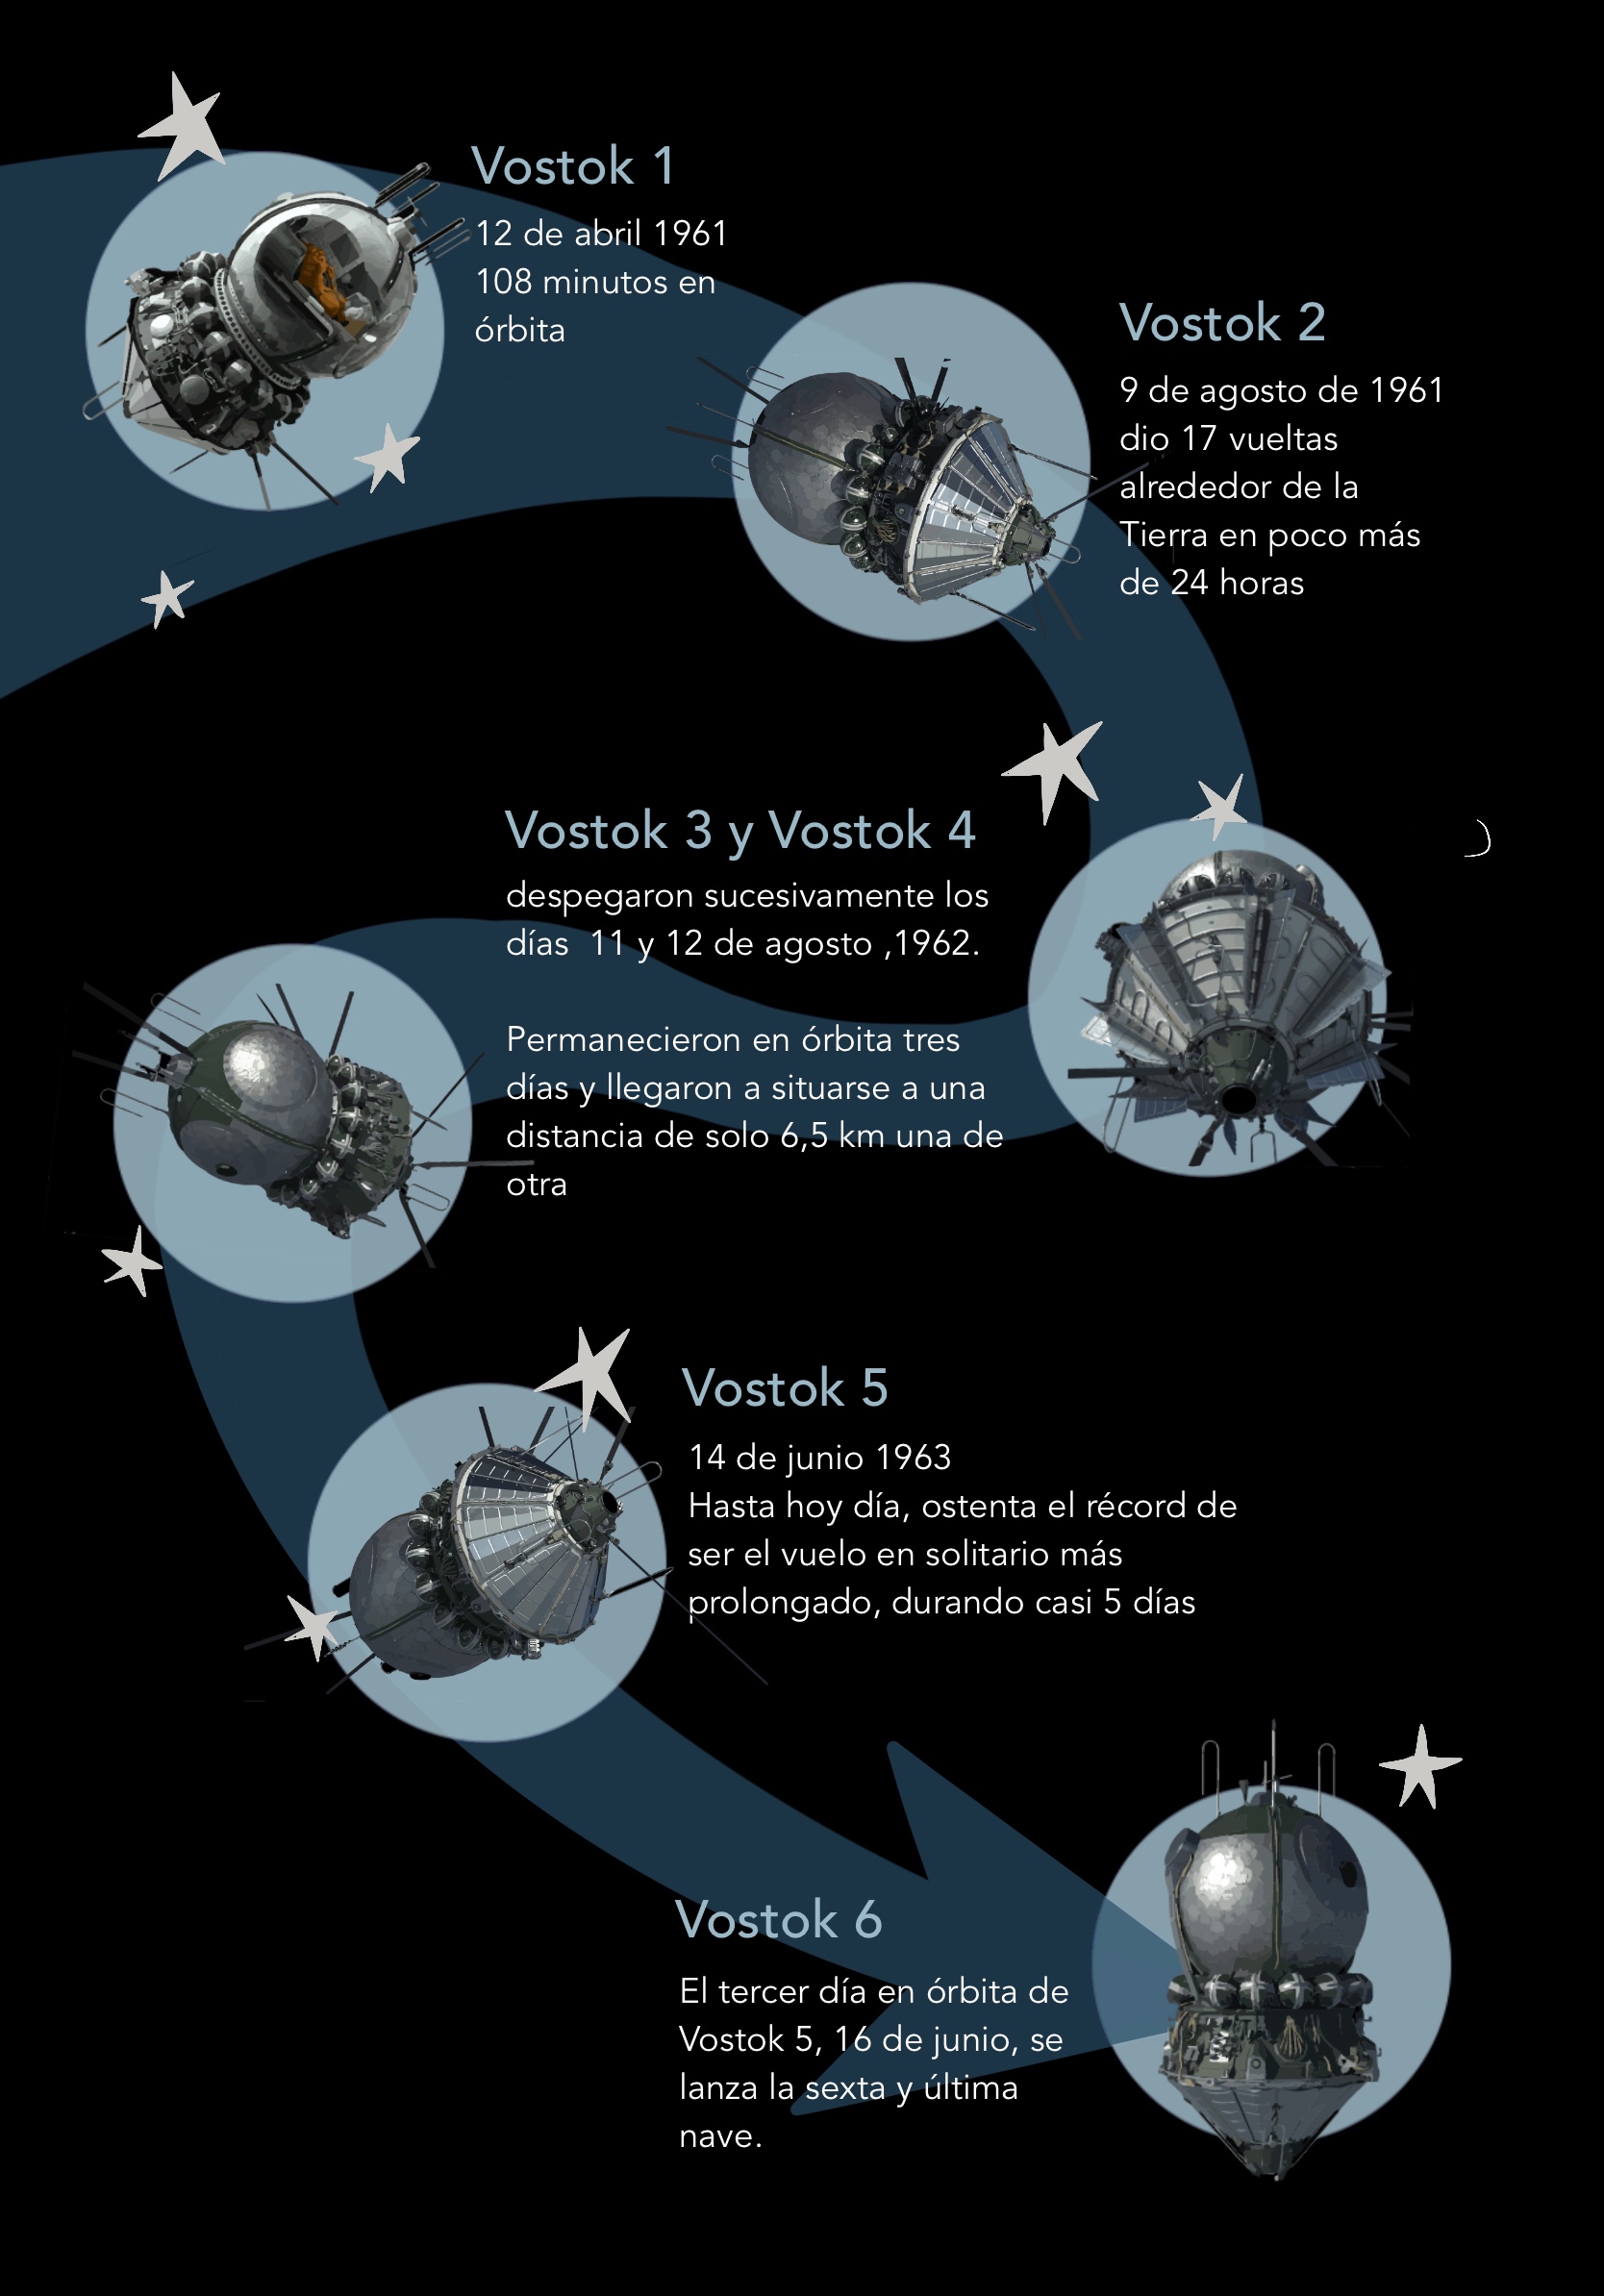 Vostok 1
12 de abril 1961
108 minutos en
órbita
Vostok 2
9 de agosto de 1961
dio 17 vueltas
alrededor de la
Tierra en poco más
de 24 horas
Vostok 3 y Vostok 4
despegaron sucesivamente los
días  11 y 12 de agosto ,1962.
Permanecieron en órbita tres
días y llegaron a situarse a una
distancia de solo 6,5 km una de
otra
Vostok 5
14 de junio 1963
Hasta hoy día, ostenta el récord de
ser el vuelo en solitario más
prolongado, durando casi 5 días
Vostok 6
El tercer día en órbita de
Vostok 5, 16 de junio, se
lanza la sexta y última
nave.